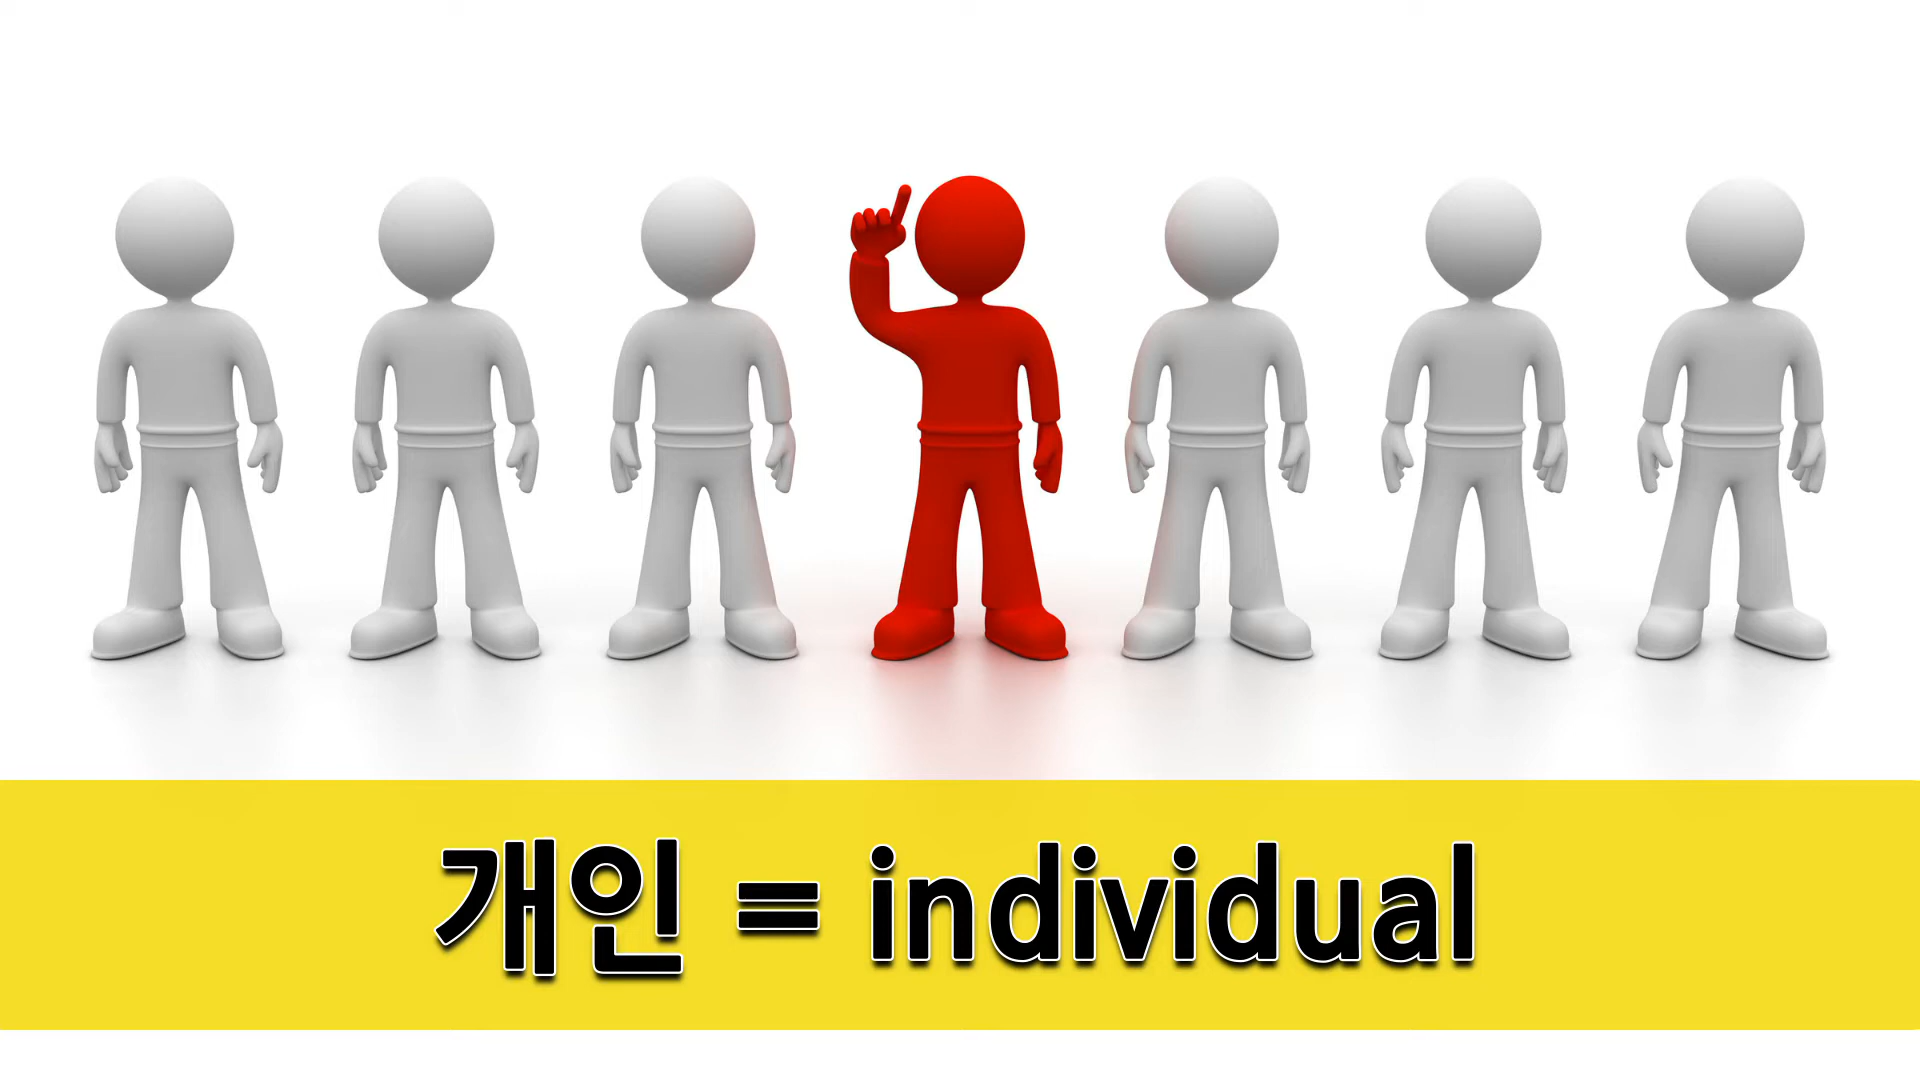 개인 = individual